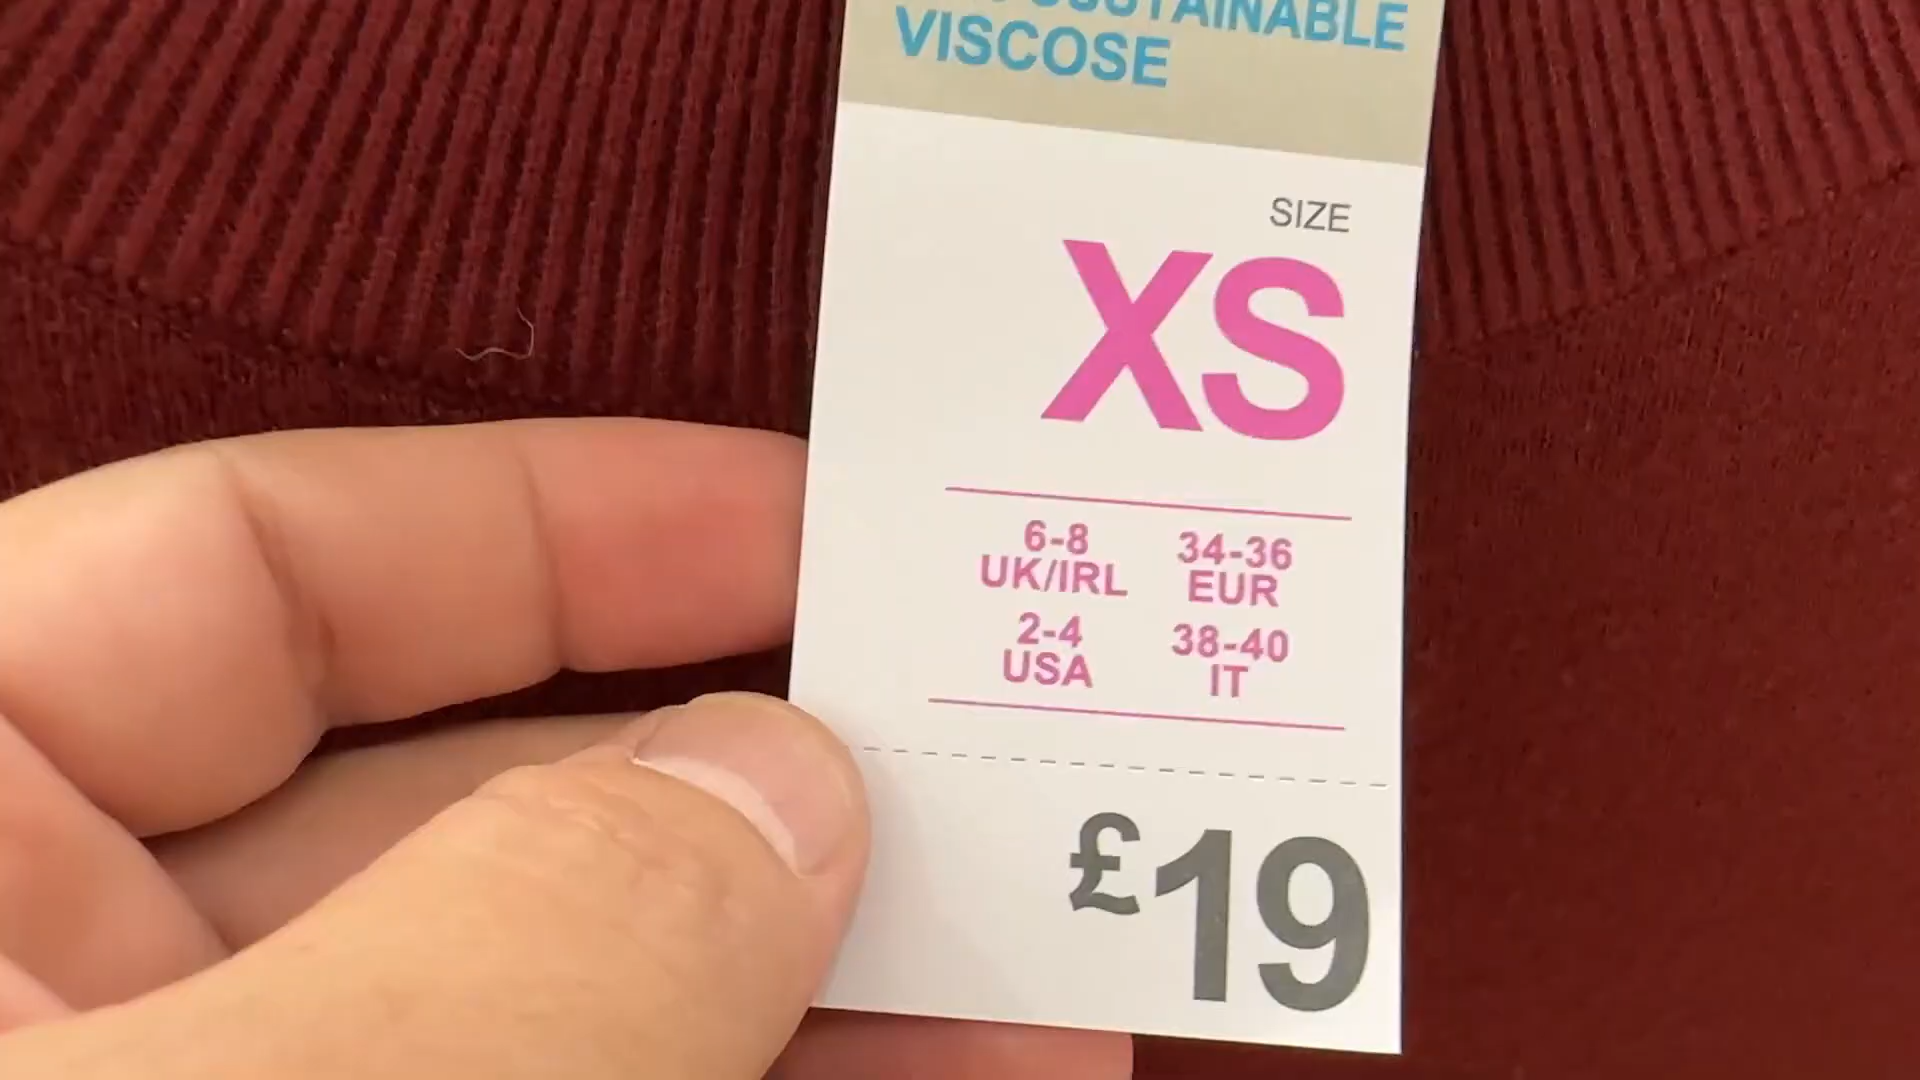 SUSTAINABLE
VISCOSE
SIZE
XS
6-8
UK/IRL
34-36
EUR
2-4
USA
38-40
IT
£19